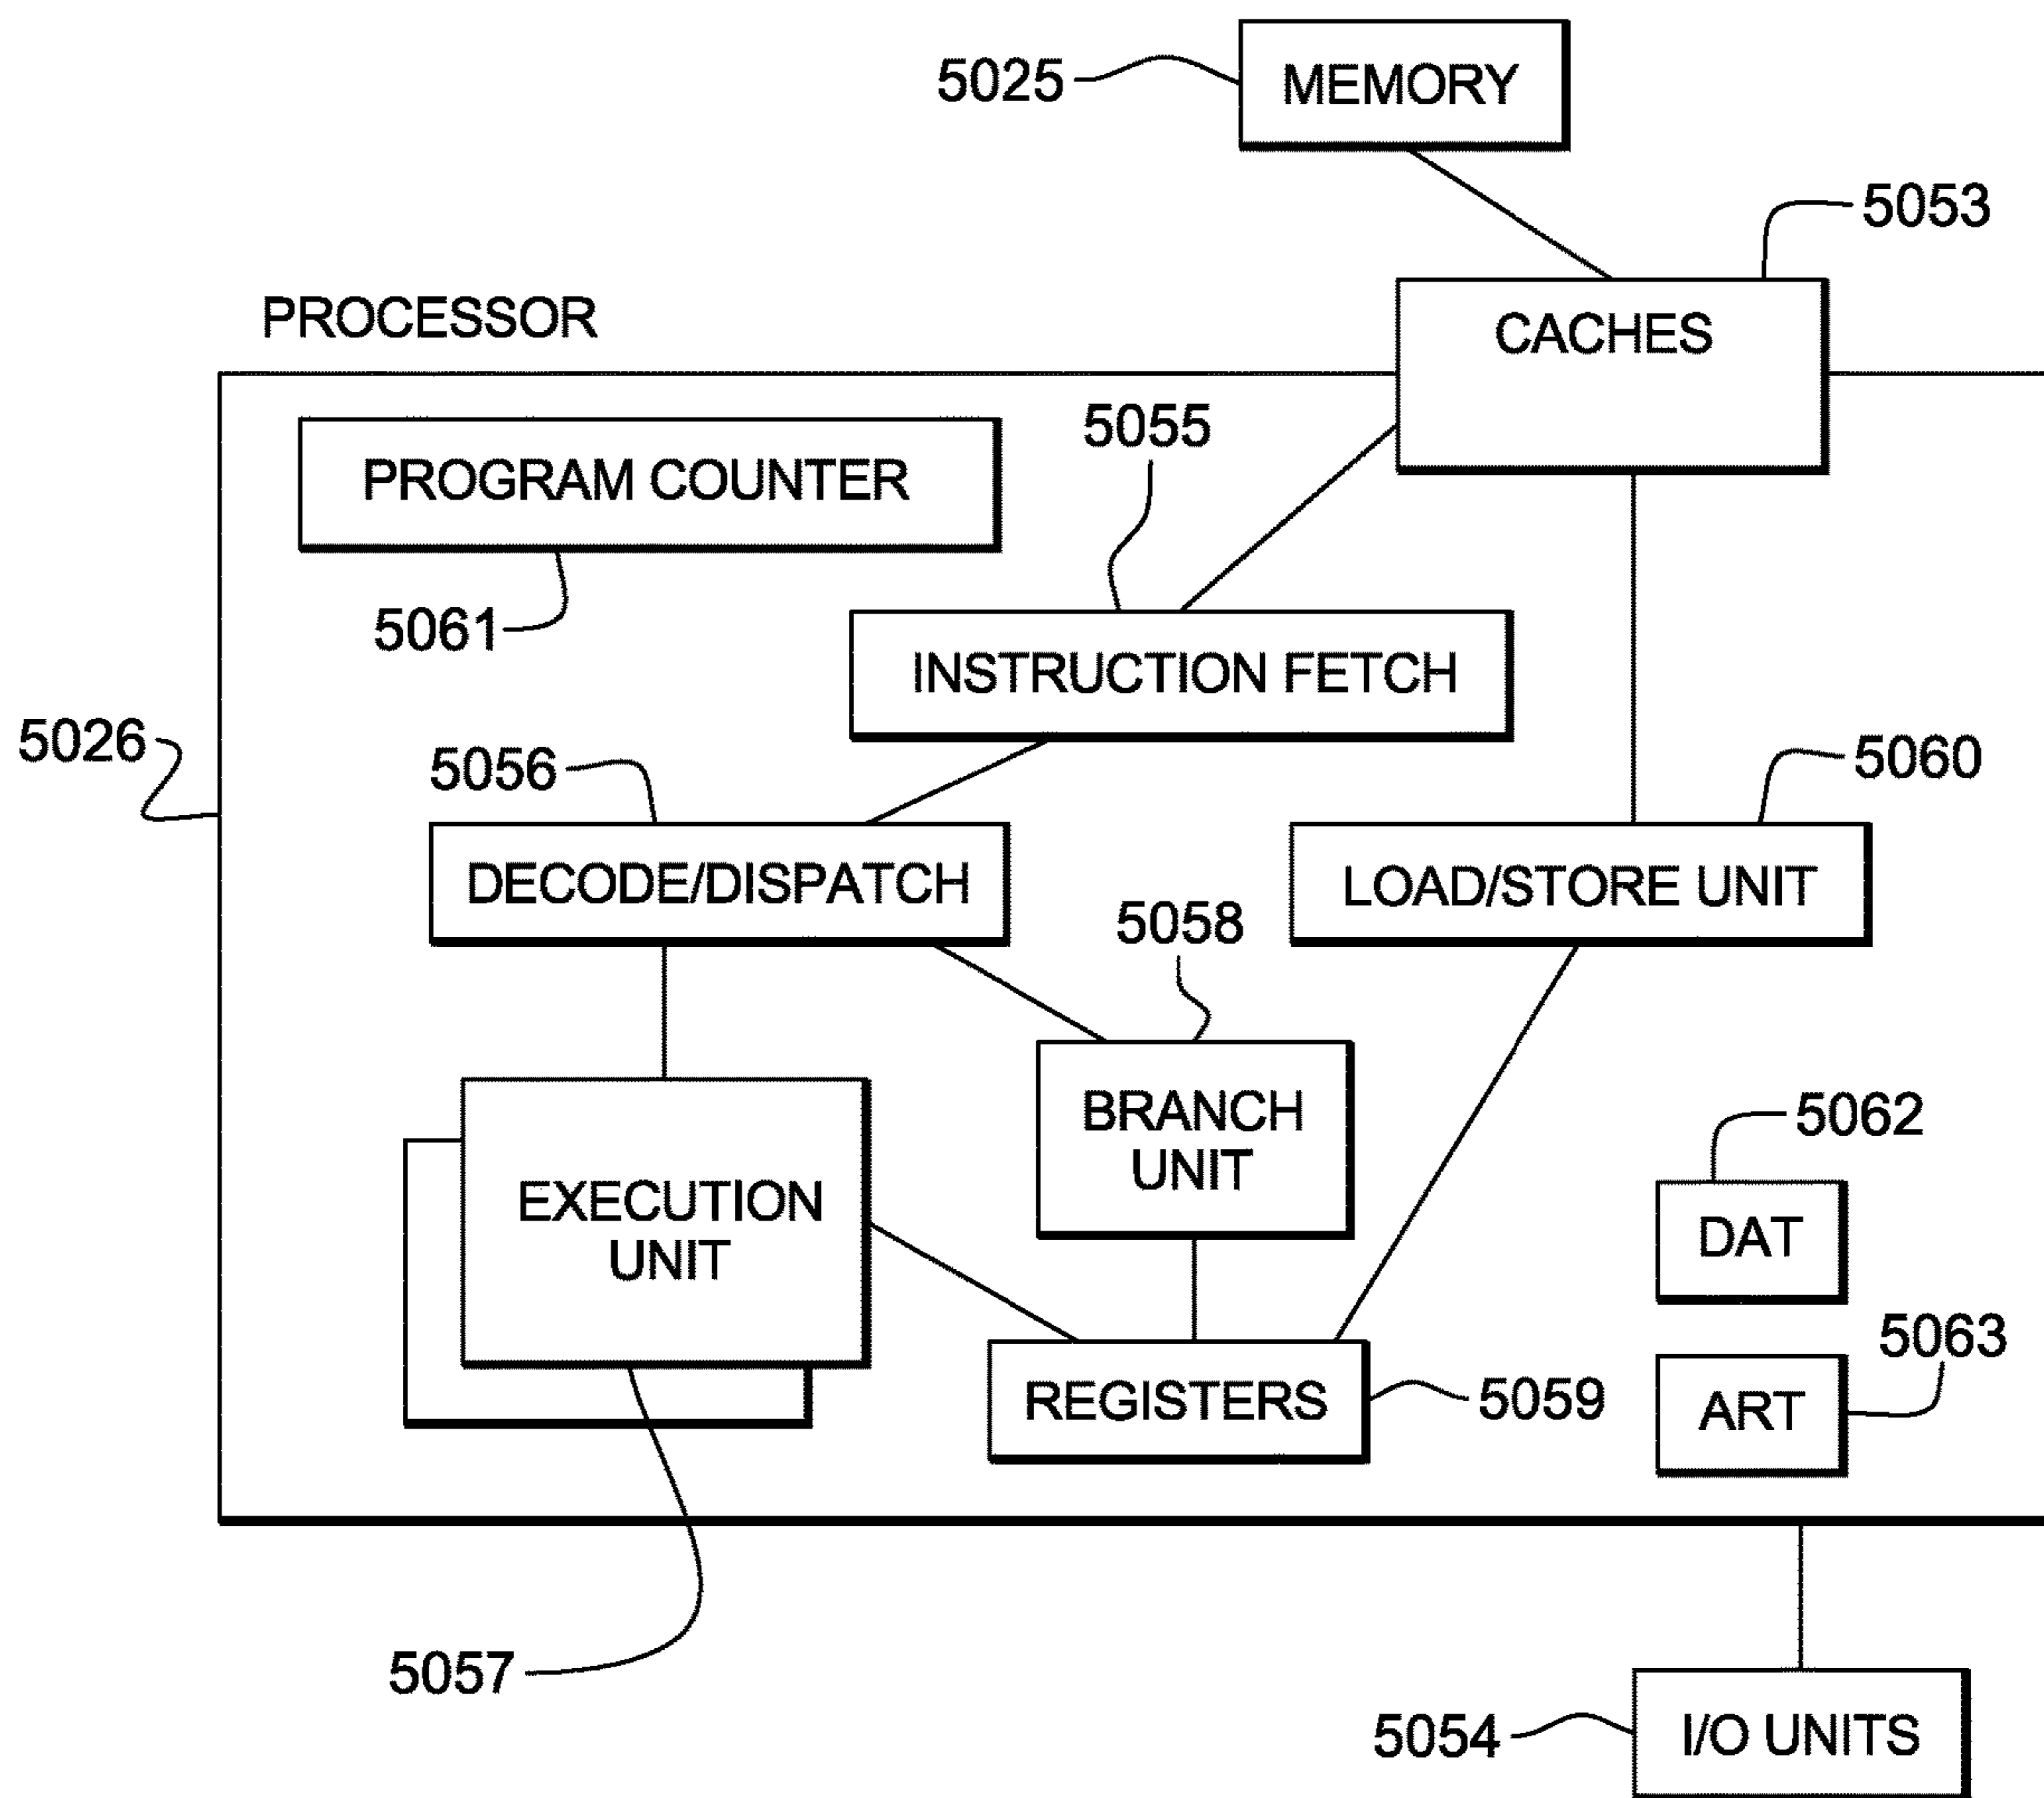 5025
MEMORY
5053
CACHES
PROCESSOR
PROGRAM COUNTER
5055
5061
INSTRUCTION FETCH
5026
5056
5060
DECODE/DISPATCH
LOAD/STORE UNIT
5058
BRANCH
UNIT
5062
EXECUTION
UNIT
DAT
5063
REGISTERS
5059
ART
5057
5054
I/O UNITS